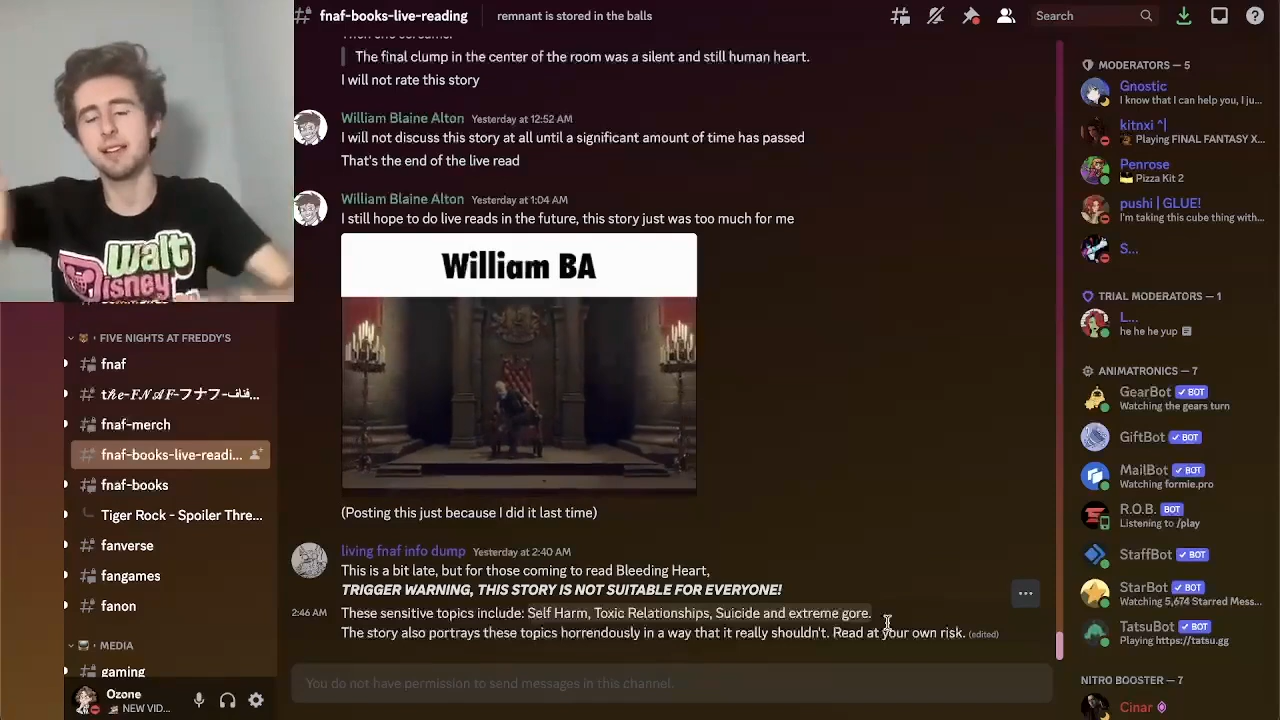 fnaf-books-live-reading
remnant is stored in the balls
Search
The final clump in the center of the room was a silent and still human heart.
I will not rate this story
William Blaine Alton Yesterday at 12:52 AM
I will not discuss this story at all until a significant amount of time has passed
That's the end of the live read
William Blaine Alton Yesterday at 1:04 AM
I still hope to do live reads in the future, this story just was too much for me
William BA
(Posting this just because I did it last time)
living fnaf info dump Yesterday at 2:40 AM
This is a bit late, but for those coming to read Bleeding Heart,
TRIGGER WARNING, THIS STORY IS NOT SUITABLE FOR EVERYONE!
2:46 AM These sensitive topics include: Self Harm, Toxic Relationships, Suicide and extreme gore.
The story also portrays these topics horrendously in a way that it really shouldn't. Read at your own risk. (edited)
You do not have permission to send messages in this channel.
walt
Disney
FIVE NIGHTS AT FREDDY'S
fnaf
the-FNAF-フナフ-فناف...
fnaf-merch
fnaf-books-live-readi...
fnaf-books
Tiger Rock - Spoiler Thre...
fanverse
fangames
fanon
MEDIA
gaming
Ozone
NEW VID...
MODERATORS — 5
Gnostic
I know that I can help you, I ju...
kitnxi ^|
Playing FINAL FANTASY X...
Penrose
Pizza Kit 2
pushi | GLUE!
I'm taking this cube thing with...
S...
TRIAL MODERATORS — 1
L...
he he he yup
ANIMATRONICS — 7
GearBot BOT
Watching the gears turn
GiftBot BOT
MailBot BOT
Watching formie.pro
R.O.B. BOT
Listening to /play
StaffBot BOT
StarBot BOT
Watching 5,674 Starred Mess...
TatsuBot BOT
Playing https://tatsu.gg
NITRO BOOSTER — 7
Cinar